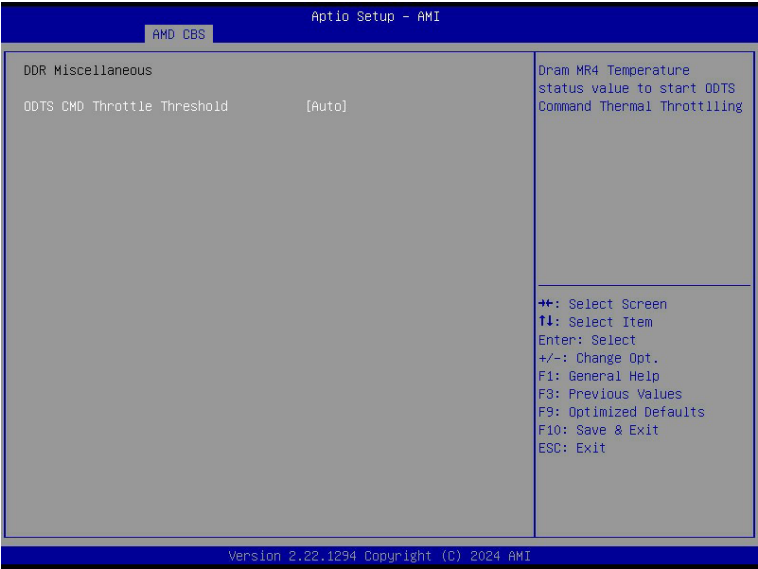 Aptio Setup – AMI
AMD CBS
DDR Miscellaneous
ODTS CMD Throttle Threshold [Auto]
Dram MR4 Temperature
status value to start ODTS
Command Thermal Throttlling
→←: Select Screen
↑↓: Select Item
Enter: Select
+/-: Change Opt.
F1: General Help
F3: Previous Values
F9: Optimized Defaults
F10: Save & Exit
ESC: Exit
Version 2.22.1294 Copyright (C) 2024 AMI